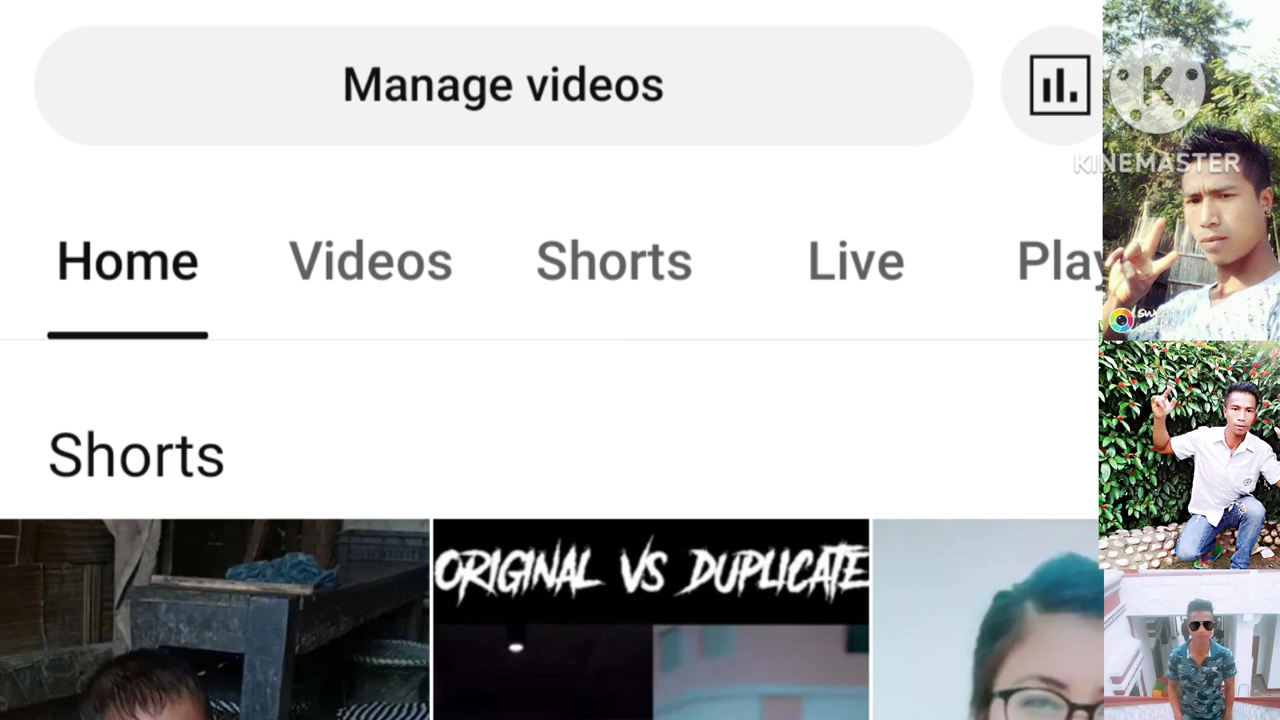 Manage videos
K
KINEMASTER
Home Videos Shorts Live Play
Shorts
ORIGINAL VS DUPLICATE